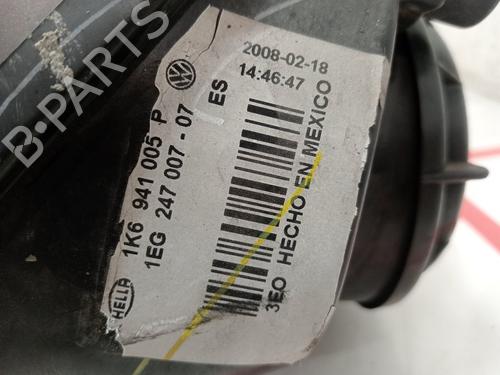 2008-02-18
14:46:47
ES
1K6 941 005 P
1EG 247 007-07
HELLA
3EO HECHO EN MEXICO
B-PARTS